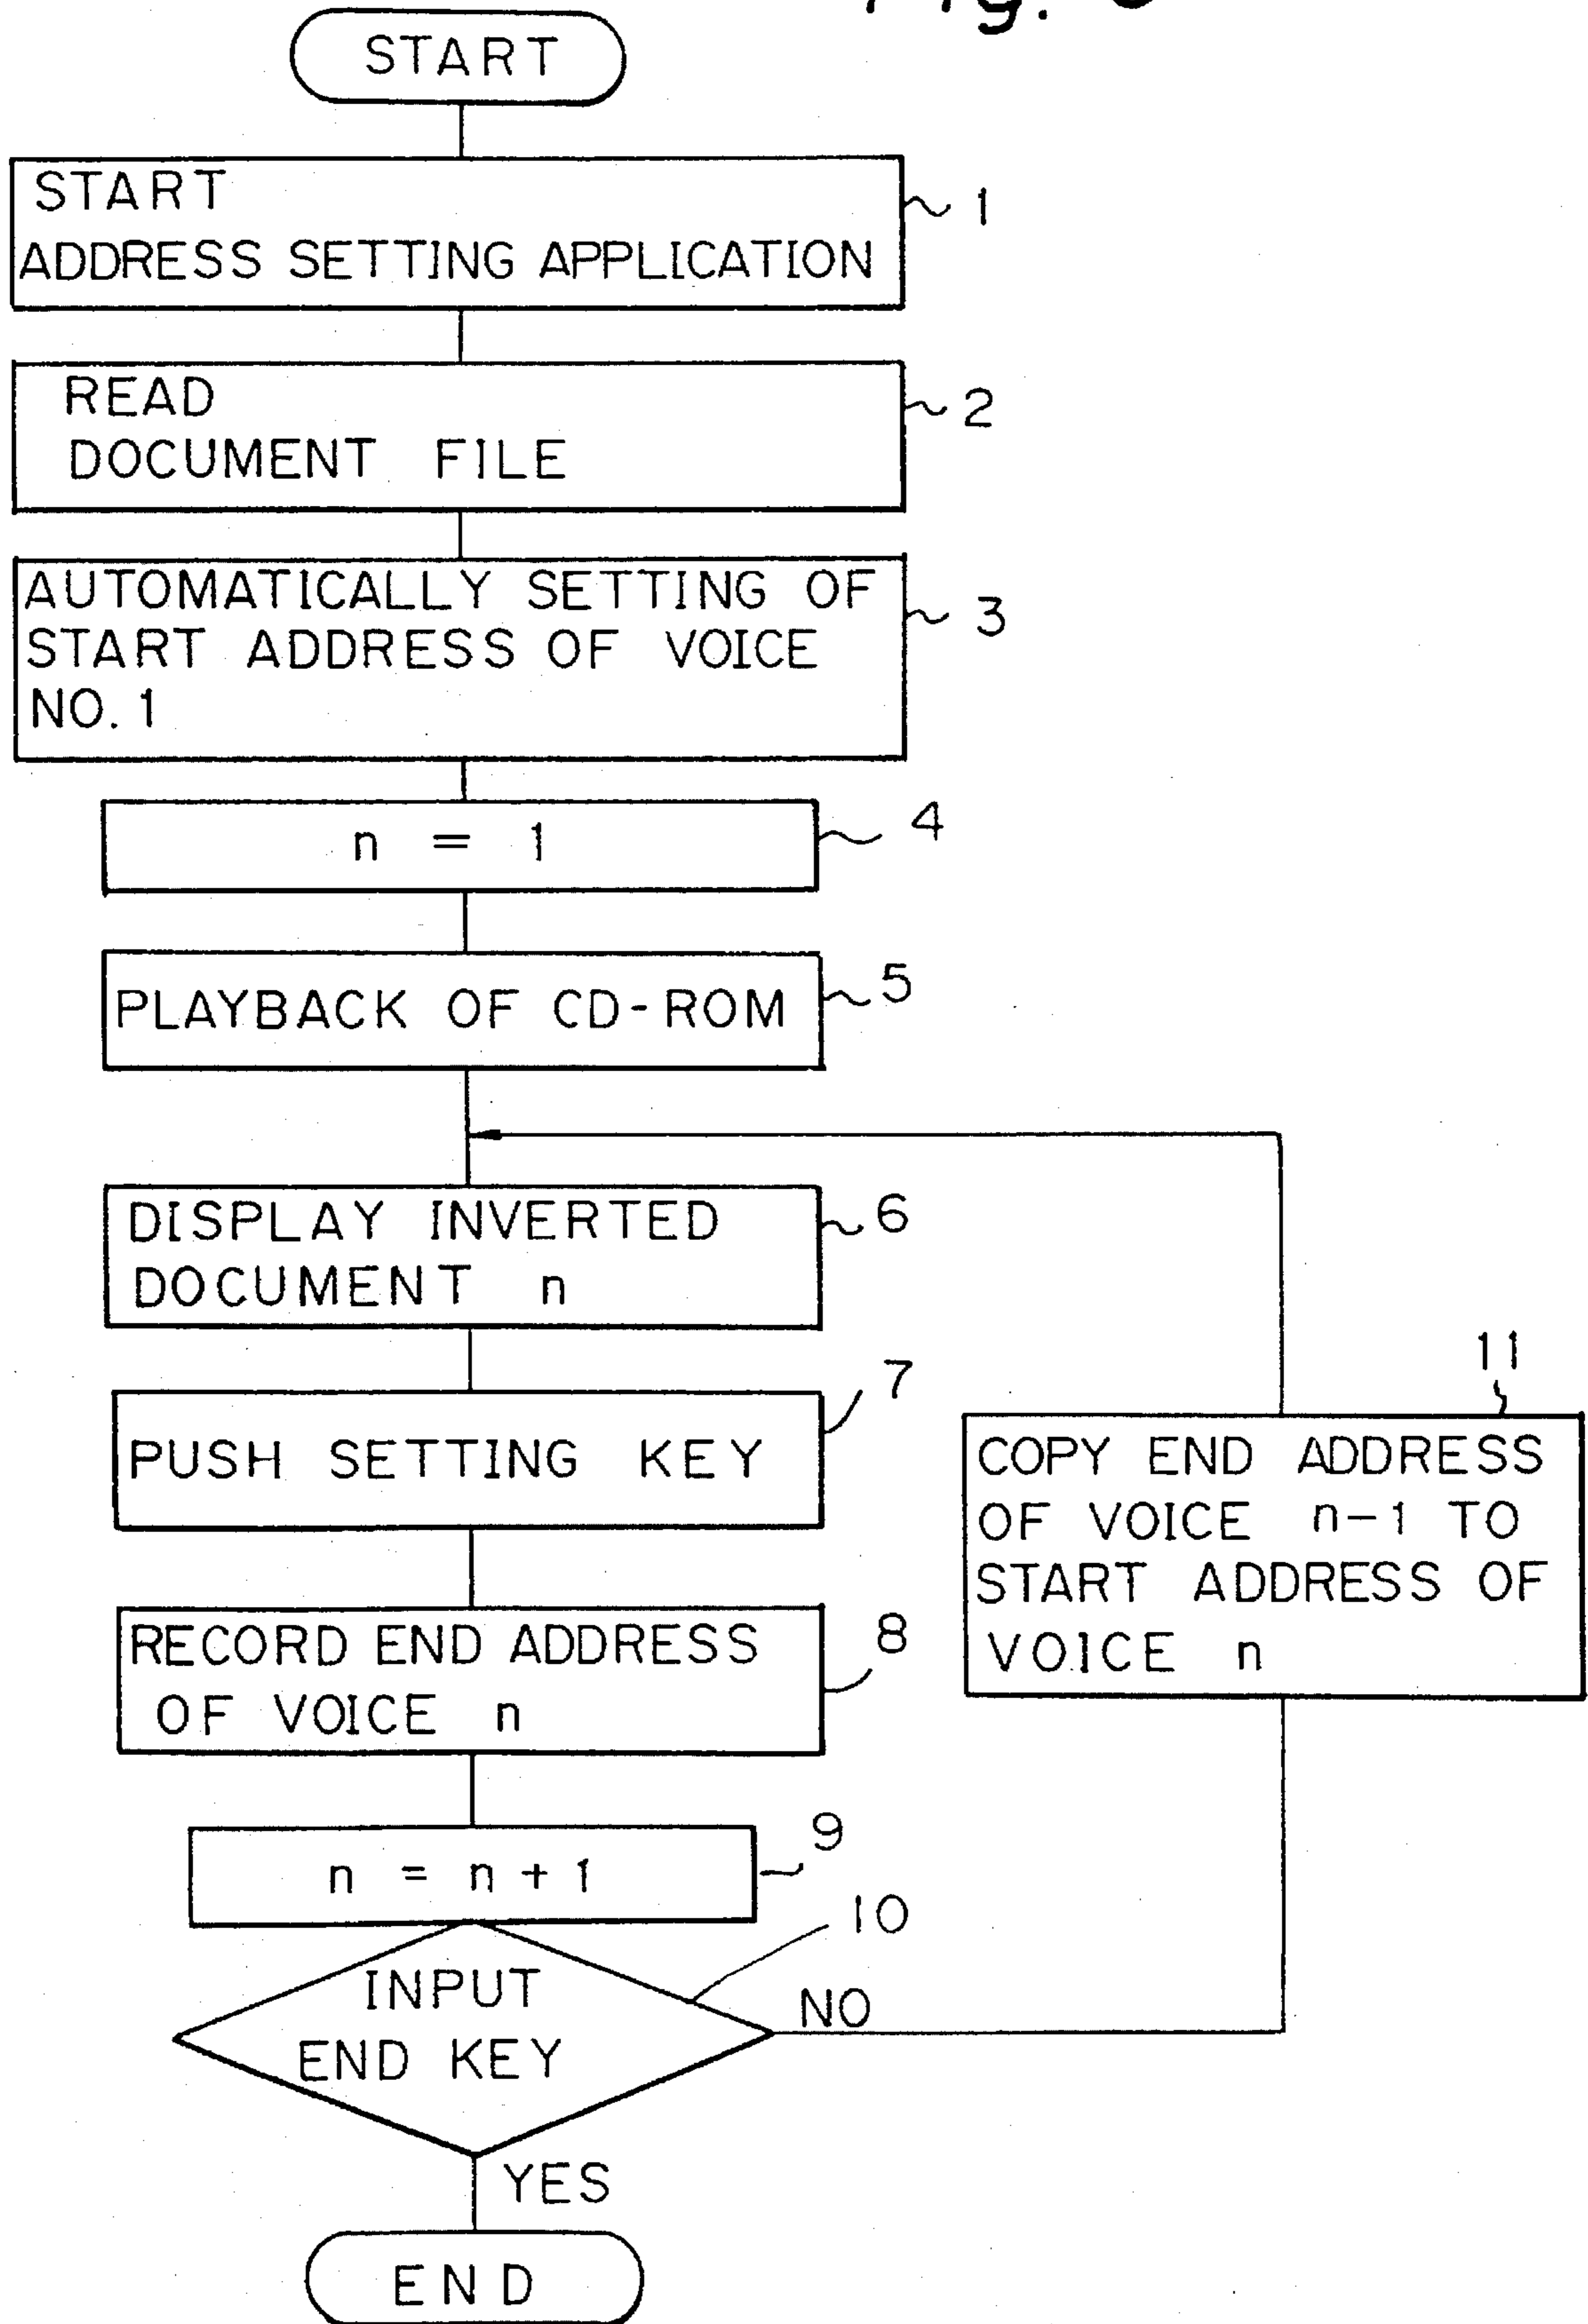 Fig.
START
START
ADDRESS SETTING APPLICATION
1
READ
DOCUMENT FILE
2
AUTOMATICALLY SETTING OF
START ADDRESS OF VOICE
NO. 1
3
n = 1
4
PLAYBACK OF CD-ROM
5
DISPLAY INVERTED
DOCUMENT n
6
PUSH SETTING KEY
7
RECORD END ADDRESS
OF VOICE n
8
n = n + 1
9
INPUT
END KEY
10
NO
YES
END
11
COPY END ADDRESS
OF VOICE n-1 TO
START ADDRESS OF
VOICE n